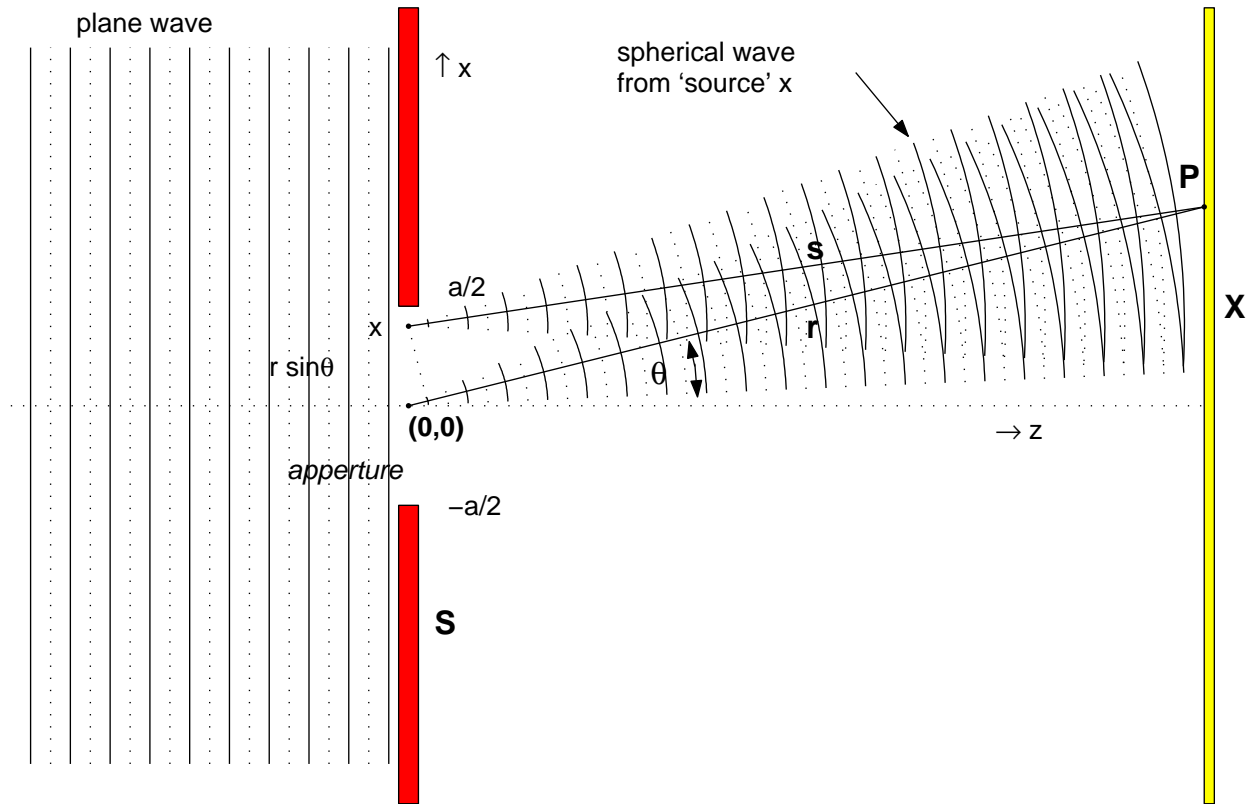 plane wave
↑ x
spherical wave
from ‘source’ x
P
s
a/2
x
r
X
r sinθ
θ
(0,0)
→ z
apperture
−a/2
S